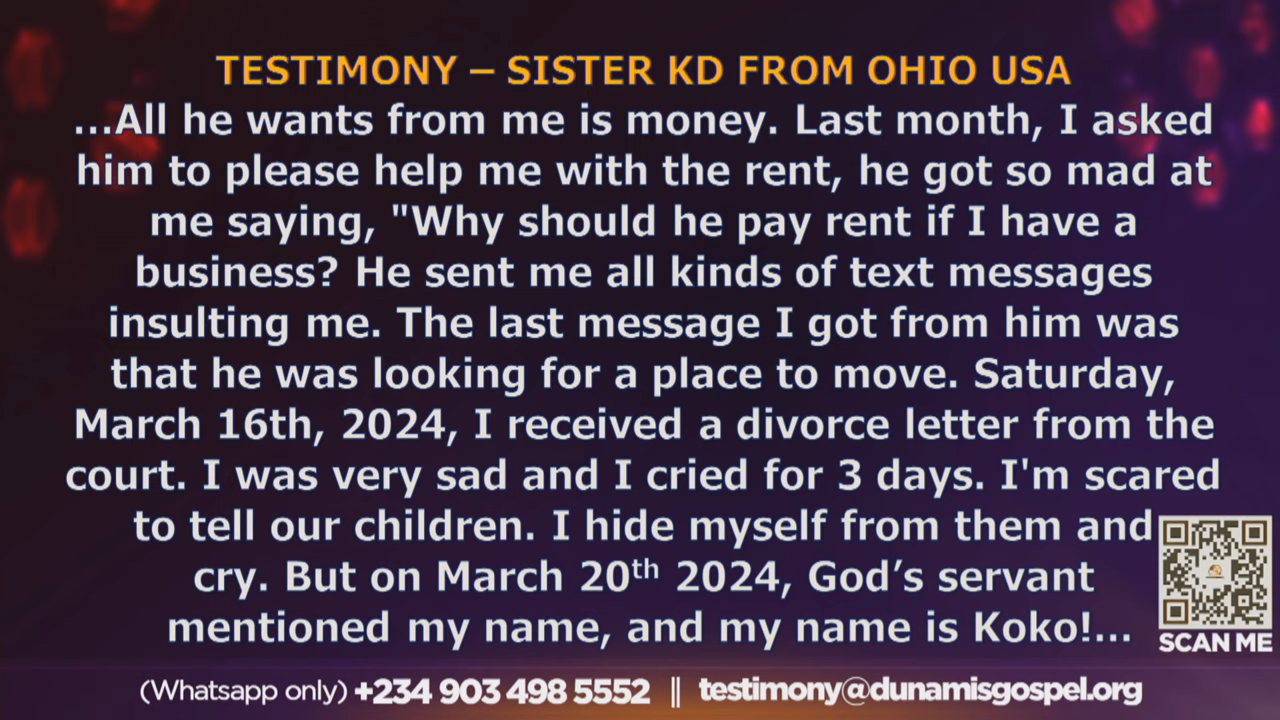 TESTIMONY – SISTER KD FROM OHIO USA
...All he wants from me is money. Last month, I asked
him to please help me with the rent, he got so mad at
me saying, "Why should he pay rent if I have a
business? He sent me all kinds of text messages
insulting me. The last message I got from him was
that he was looking for a place to move. Saturday,
March 16th, 2024, I received a divorce letter from the
court. I was very sad and I cried for 3 days. I'm scared
to tell our children. I hide myself from them and
cry. But on March 20th 2024, God’s servant
mentioned my name, and my name is Koko!...
SCAN ME
(Whatsapp only) +234 903 498 5552 || testimony@dunamisgospel.org